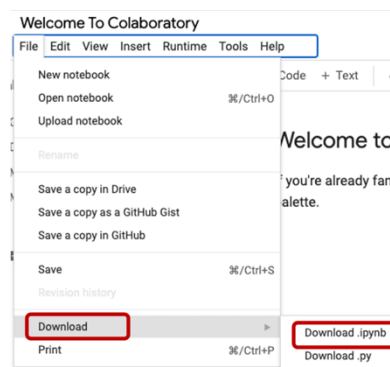 Welcome To Colaboratory
File Edit View Insert Runtime Tools Help
New notebook
Code + Text
Open notebook ⌘/Ctrl+O
Upload notebook
Welcome to
Rename
you're already fam
Save a copy in Drive
alette.
Save a copy as a GitHub Gist
Save a copy in GitHub
Save ⌘/Ctrl+S
Revision history
Download
Download .ipynb
Print ⌘/Ctrl+P
Download .py